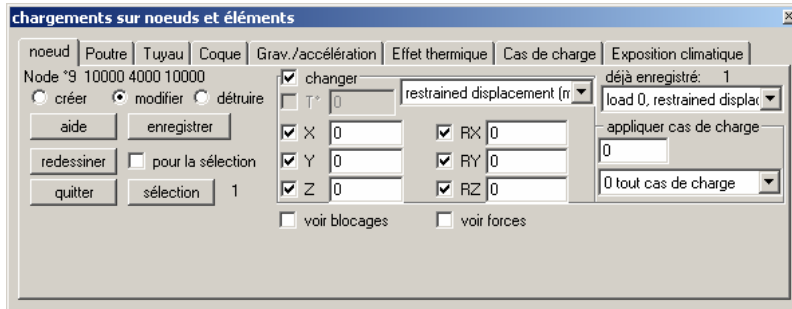 chargements sur noeuds et éléments
noeud Poutre Tuyau Coque Grav./accélération Effet thermique Cas de charge Exposition climatique
Node °9 10000 4000 10000
créer modifier détruire
aide enregistrer
redessiner pour la sélection
quitter sélection 1
changer
T° 0
restrained displacement (m
X 0 RX 0
Y 0 RY 0
Z 0 RZ 0
voir blocages voir forces
déjà enregistré: 1
load 0, restrained displac
appliquer cas de charge
0
0 tout cas de charge